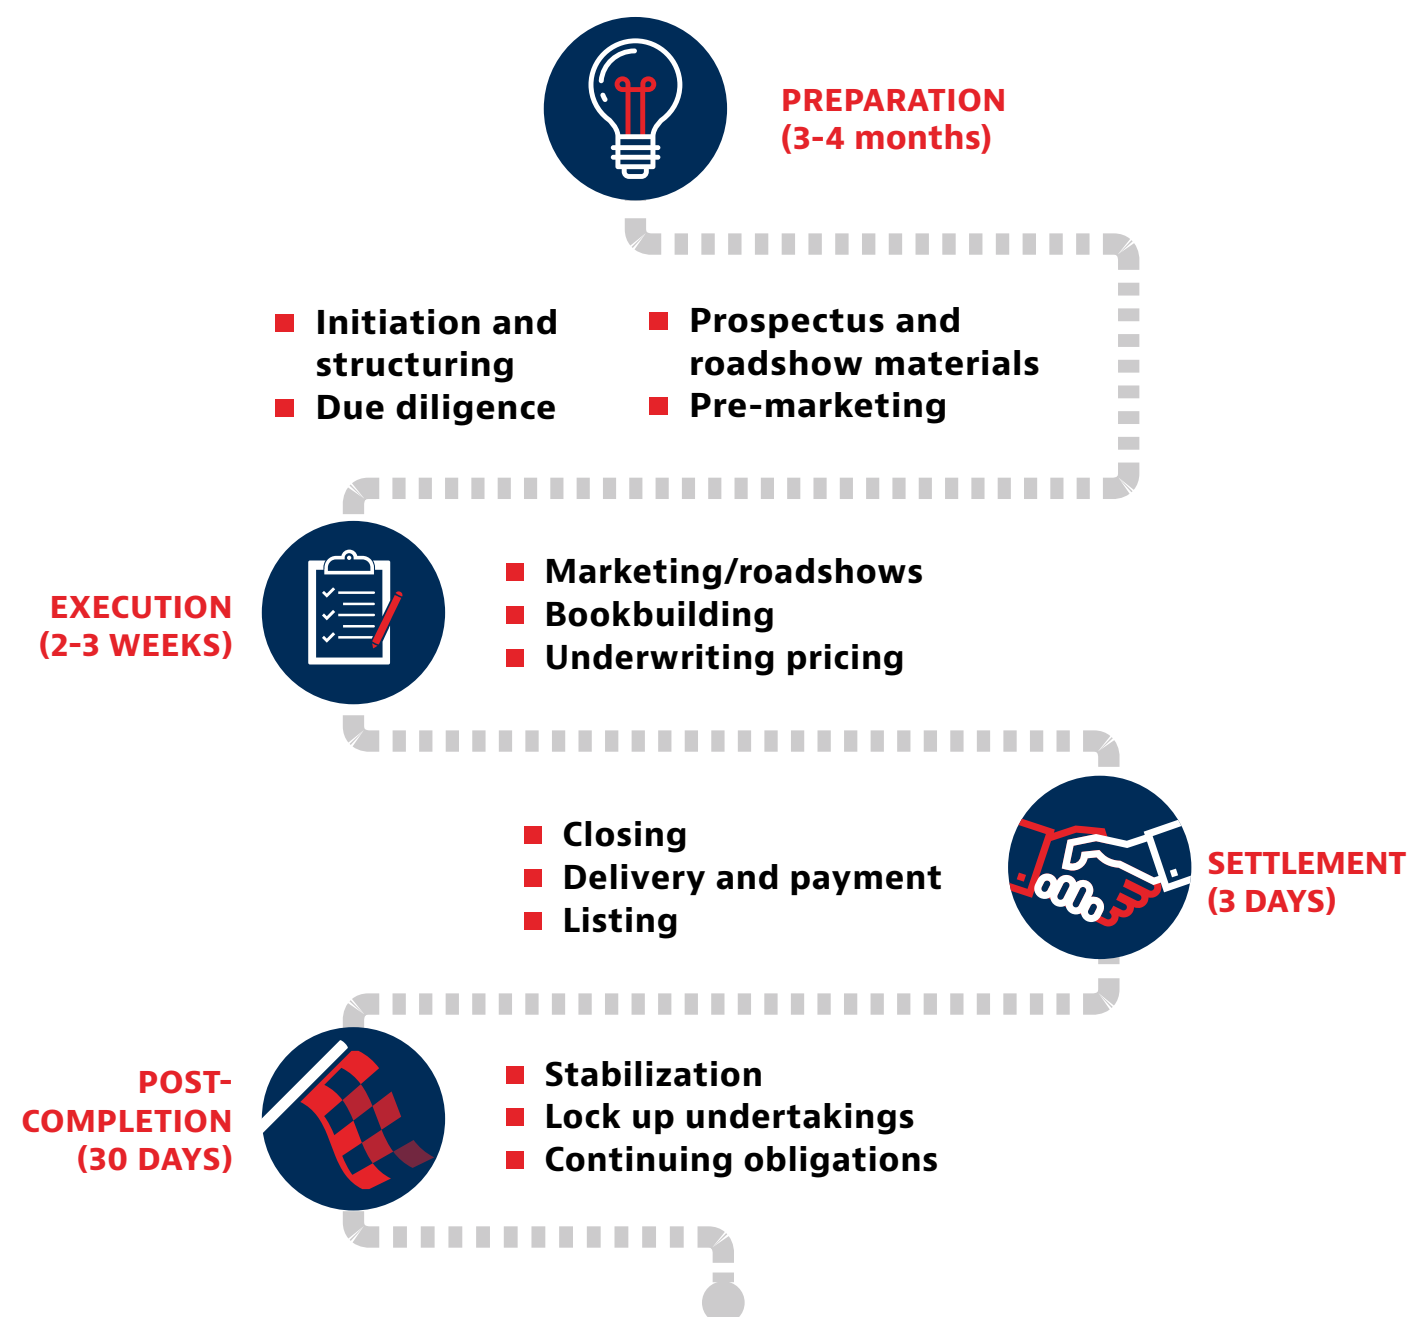 PREPARATION
(3-4 months)
Initiation and
structuring
Due diligence
Prospectus and
roadshow materials
Pre-marketing
EXECUTION
(2-3 WEEKS)
Marketing/roadshows
Bookbuilding
Underwriting pricing
Closing
Delivery and payment
Listing
SETTLEMENT
(3 DAYS)
POST-
COMPLETION
(30 DAYS)
Stabilization
Lock up undertakings
Continuing obligations